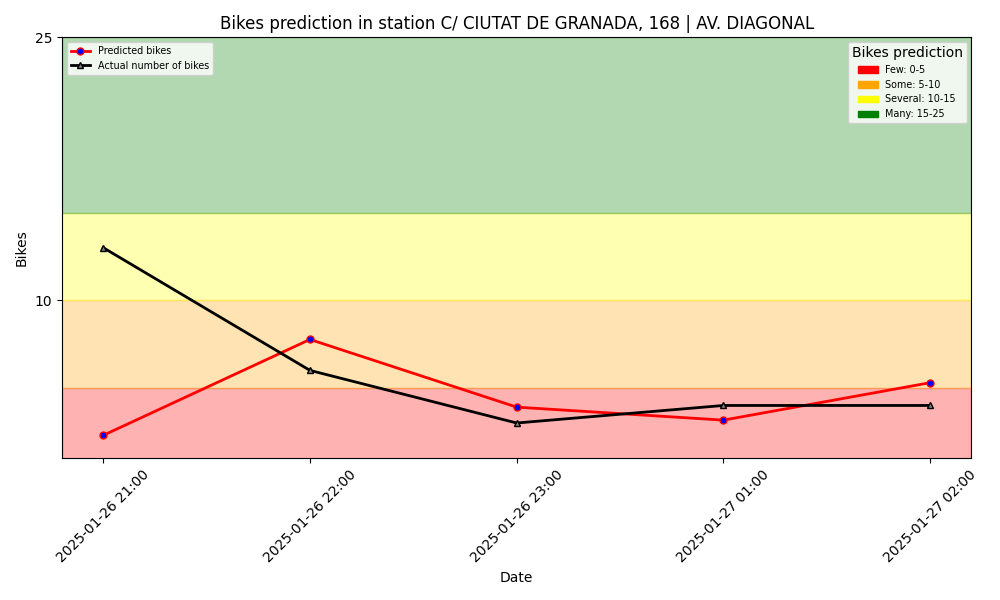 Bikes prediction in station C/ CIUTAT DE GRANADA, 168 | AV. DIAGONAL
25
10
Bikes
Predicted bikes
Actual number of bikes
Bikes prediction
Few: 0-5
Some: 5-10
Several: 10-15
Many: 15-25
2025-01-26 21:00
2025-01-26 22:00
2025-01-26 23:00
2025-01-27 01:00
2025-01-27 02:00
Date